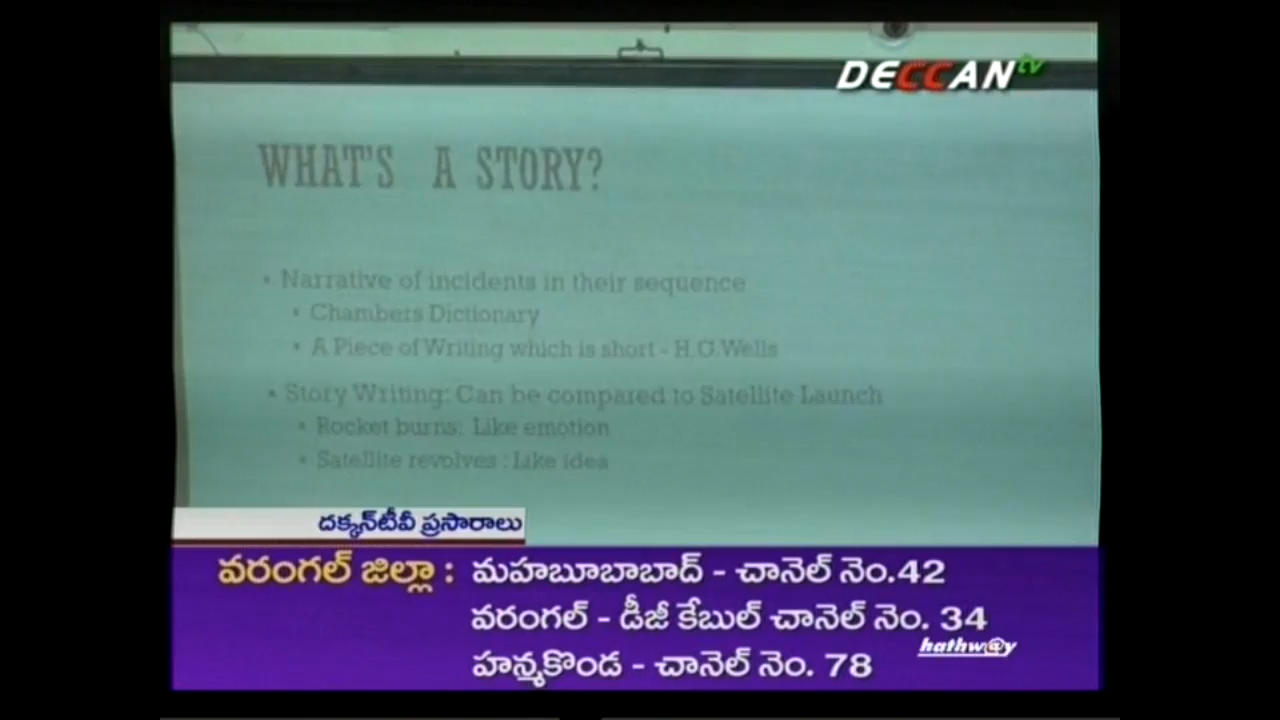 DECCAN tv
WHAT'S A STORY?
• Narrative of incidents in their sequence
• Chambers Dictionary
• A Piece of Writing which is short - H.G.Wells
• Story Writing: Can be compared to Satellite Launch
• Rocket burns: Like emotion
• Satellite revolves : Like idea
దక్కన్‌టీవీ ప్రసారాలు
వరంగల్ జిల్లా : మహబూబాబాద్ - చానెల్ నెం.42
వరంగల్ - డీజీ కేబుల్ చానెల్ నెం. 34
hathw@y
హన్మకొండ - చానెల్ నెం. 78